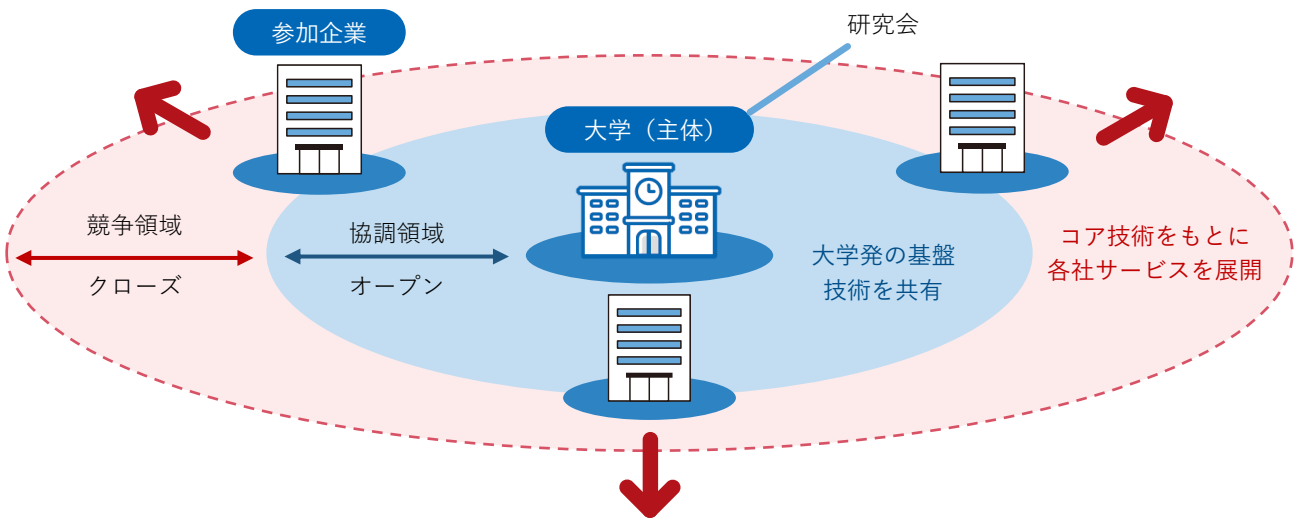 研究会
参加企業
大学（主体）
競争領域
クローズ
協調領域
オープン
大学発の基盤
技術を共有
コア技術をもとに
各社サービスを展開